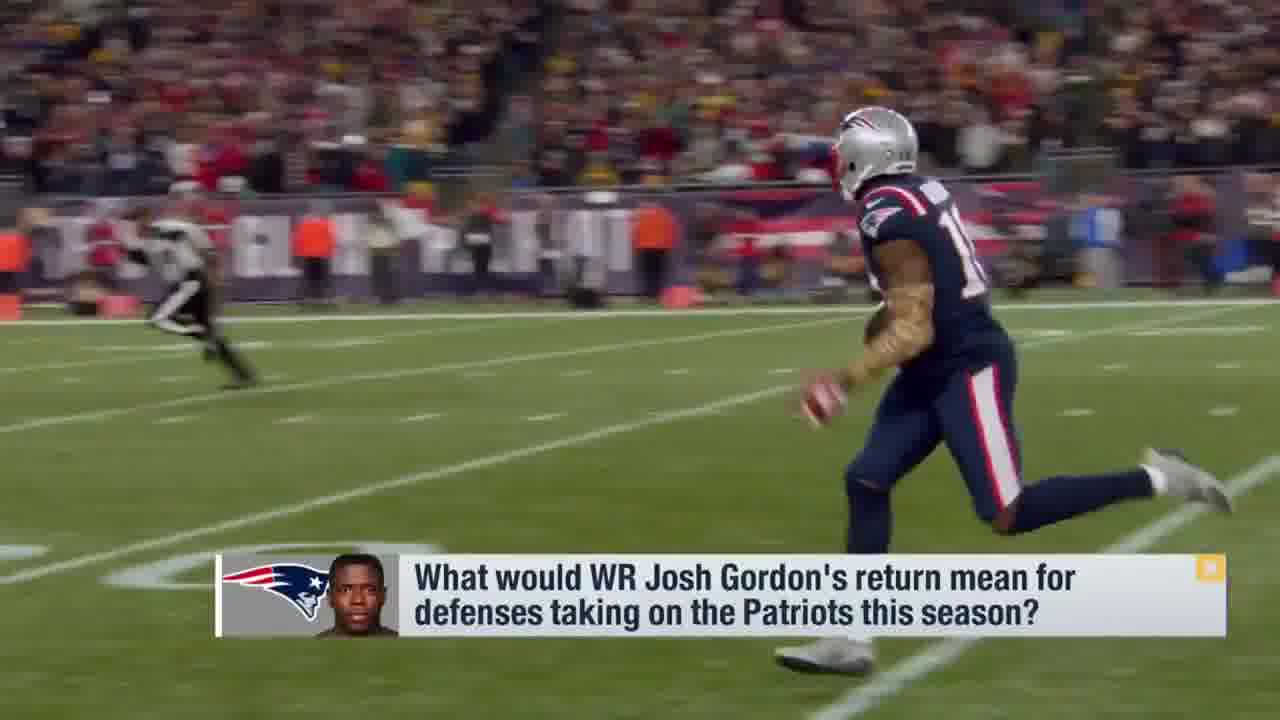 What would WR Josh Gordon's return mean for
defenses taking on the Patriots this season?